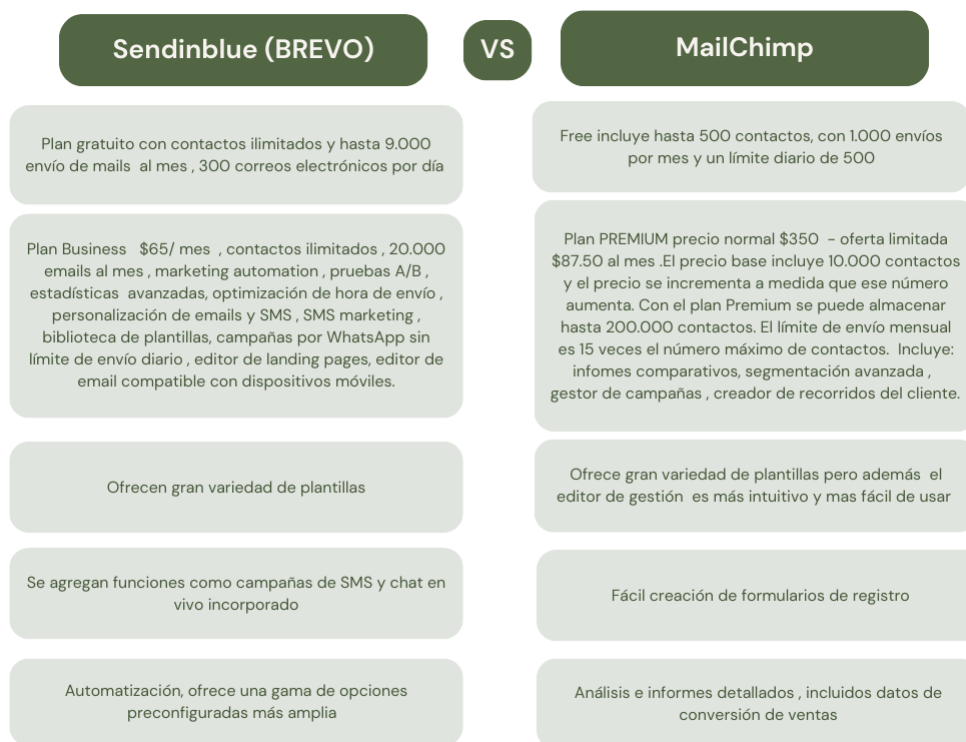 Sendinblue (BREVO)
VS
MailChimp
Plan gratuito con contactos ilimitados y hasta 9.000
envío de mails al mes , 300 correos electrónicos por día
Free incluye hasta 500 contactos, con 1.000 envíos
por mes y un límite diario de 500
Plan Business $65/ mes , contactos ilimitados , 20.000
emails al mes , marketing automation , pruebas A/B ,
estadísticas avanzadas, optimización de hora de envío ,
personalización de emails y SMS , SMS marketing ,
biblioteca de plantillas, campañas por WhatsApp sin
límite de envío diario , editor de landing pages, editor de
email compatible con dispositivos móviles.
Plan PREMIUM precio normal $350 - oferta limitada
$87.50 al mes .El precio base incluye 10.000 contactos
y el precio se incrementa a medida que ese número
aumenta. Con el plan Premium se puede almacenar
hasta 200.000 contactos. El límite de envío mensual
es 15 veces el número máximo de contactos. Incluye:
infomes comparativos, segmentación avanzada ,
gestor de campañas , creador de recorridos del cliente.
Ofrecen gran variedad de plantillas
Ofrece gran variedad de plantillas pero además el
editor de gestión es más intuitivo y mas fácil de usar
Se agregan funciones como campañas de SMS y chat en
vivo incorporado
Fácil creación de formularios de registro
Automatización, ofrece una gama de opciones
preconfiguradas más amplia
Análisis e informes detallados , incluidos datos de
conversión de ventas